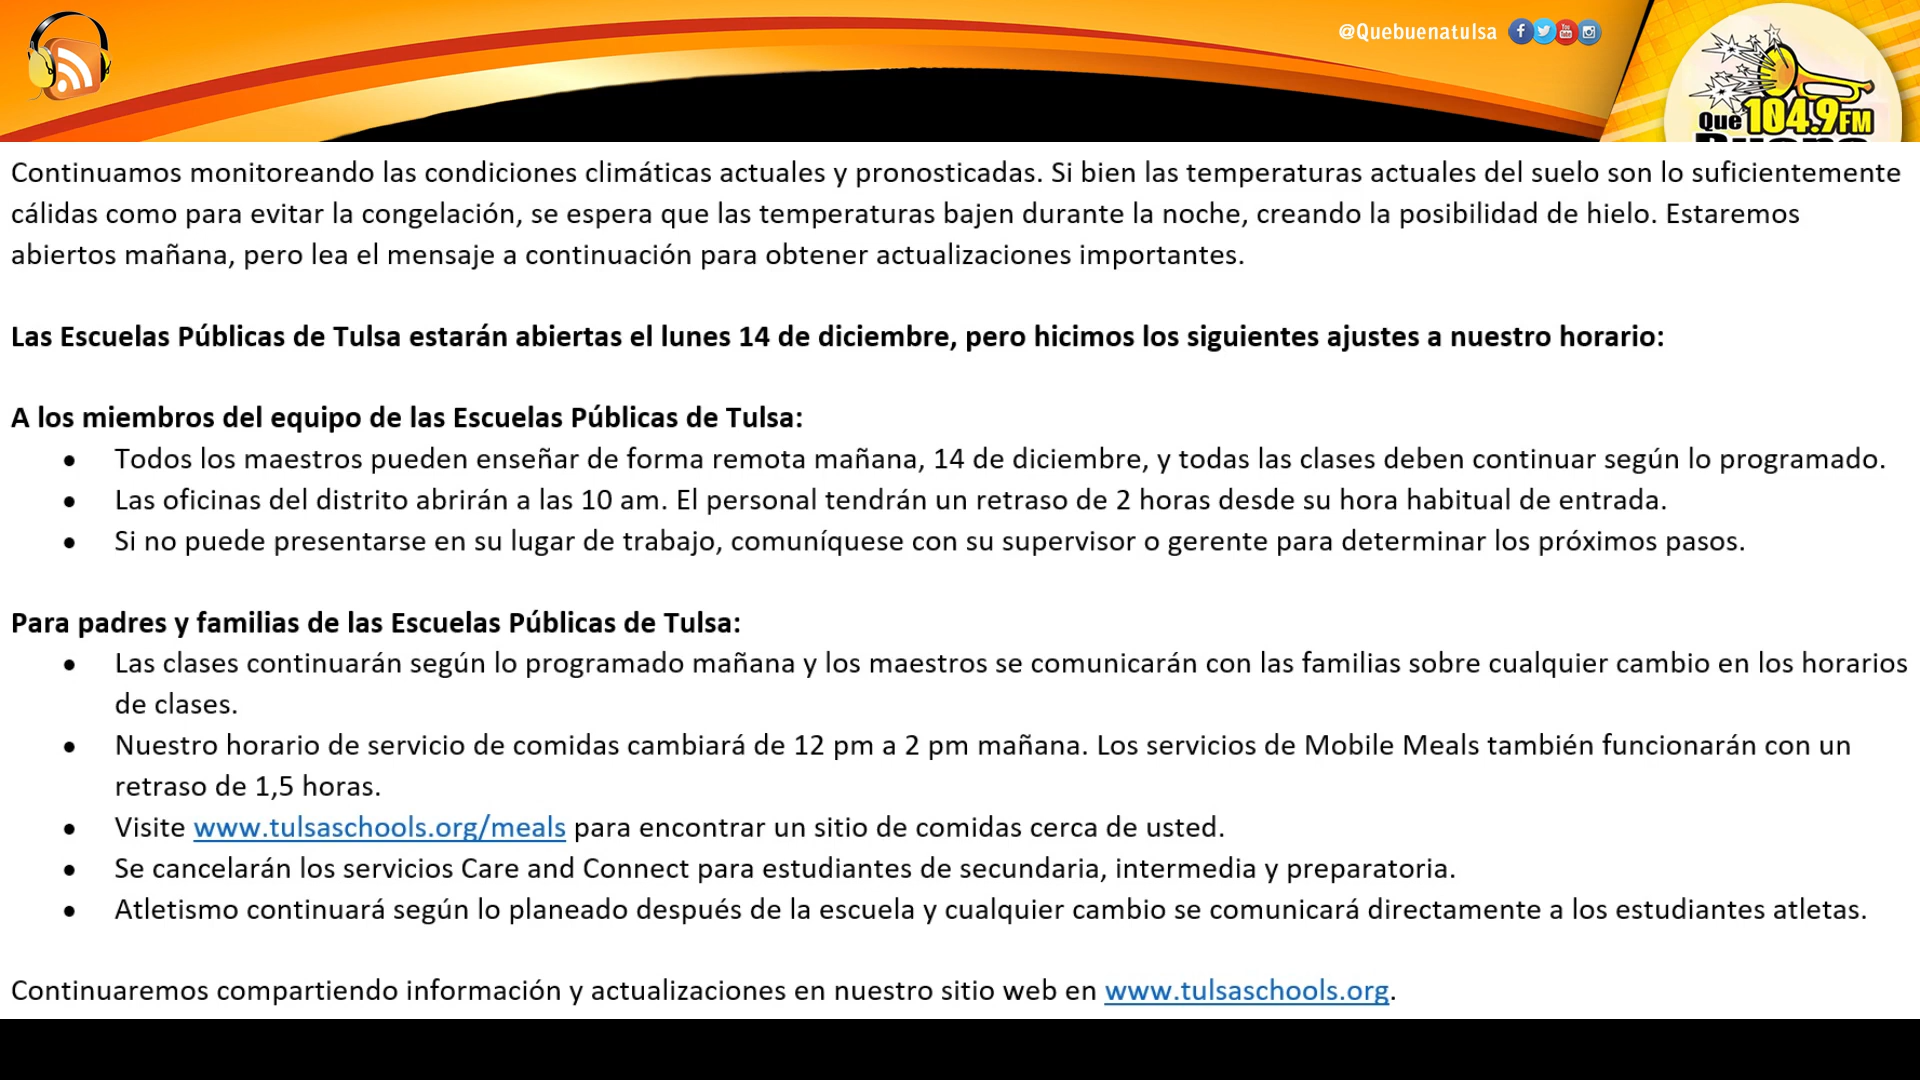 @Quebuenatulsa
Qué 104.9FM
Continuamos monitoreando las condiciones climáticas actuales y pronosticadas. Si bien las temperaturas actuales del suelo son lo suficientemente
cálidas como para evitar la congelación, se espera que las temperaturas bajen durante la noche, creando la posibilidad de hielo. Estaremos
abiertos mañana, pero lea el mensaje a continuación para obtener actualizaciones importantes.
Las Escuelas Públicas de Tulsa estarán abiertas el lunes 14 de diciembre, pero hicimos los siguientes ajustes a nuestro horario:
A los miembros del equipo de las Escuelas Públicas de Tulsa:
• Todos los maestros pueden enseñar de forma remota mañana, 14 de diciembre, y todas las clases deben continuar según lo programado.
• Las oficinas del distrito abrirán a las 10 am. El personal tendrán un retraso de 2 horas desde su hora habitual de entrada.
• Si no puede presentarse en su lugar de trabajo, comuníquese con su supervisor o gerente para determinar los próximos pasos.
Para padres y familias de las Escuelas Públicas de Tulsa:
• Las clases continuarán según lo programado mañana y los maestros se comunicarán con las familias sobre cualquier cambio en los horarios
de clases.
• Nuestro horario de servicio de comidas cambiará de 12 pm a 2 pm mañana. Los servicios de Mobile Meals también funcionarán con un
retraso de 1,5 horas.
• Visite www.tulsaschools.org/meals para encontrar un sitio de comidas cerca de usted.
• Se cancelarán los servicios Care and Connect para estudiantes de secundaria, intermedia y preparatoria.
• Atletismo continuará según lo planeado después de la escuela y cualquier cambio se comunicará directamente a los estudiantes atletas.
Continuaremos compartiendo información y actualizaciones en nuestro sitio web en www.tulsaschools.org.